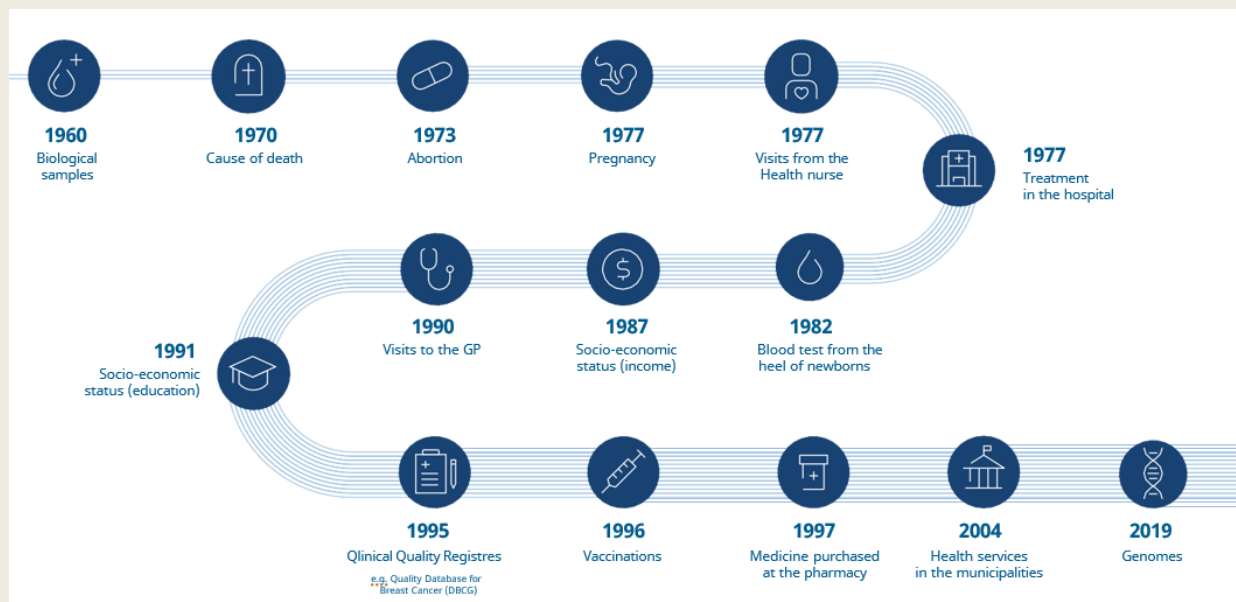 1960
Biological
samples
1970
Cause of death
1973
Abortion
1977
Pregnancy
1977
Visits from the
Health nurse
1977
Treatment
in the hospital
1982
Blood test from the
heel of newborns
1987
Socio-economic
status (income)
1990
Visits to the GP
1991
Socio-economic
status (education)
1995
Qlinical Quality Registres
e.g. Quality Database for
Breast Cancer (DBCG)
1996
Vaccinations
1997
Medicine purchased
at the pharmacy
2004
Health services
in the municipalities
2019
Genomes